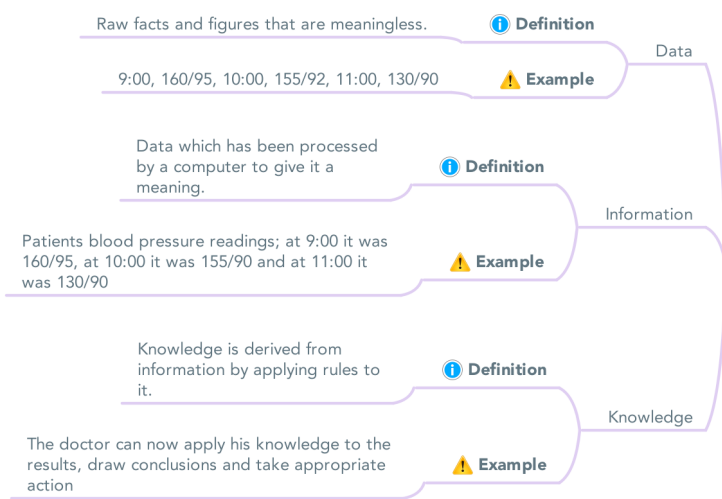 Data
Definition
Raw facts and figures that are meaningless.
Example
9:00, 160/95, 10:00, 155/92, 11:00, 130/90
Information
Definition
Data which has been processed
by a computer to give it a
meaning.
Example
Patients blood pressure readings; at 9:00 it was
160/95, at 10:00 it was 155/90 and at 11:00 it
was 130/90
Knowledge
Definition
Knowledge is derived from
information by applying rules to
it.
Example
The doctor can now apply his knowledge to the
results, draw conclusions and take appropriate
action